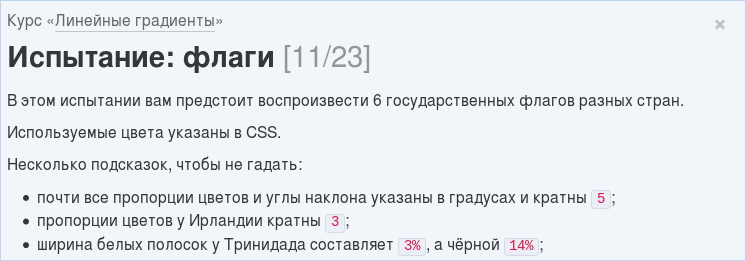 Курс «Линейные градиенты»
×
Испытание: флаги [11/23]
В этом испытании вам предстоит воспроизвести 6 государственных флагов разных стран.
Используемые цвета указаны в CSS.
Несколько подсказок, чтобы не гадать:
• почти все пропорции цветов и углы наклона указаны в градусах и кратны 5;
• пропорции цветов у Ирландии кратны 3;
• ширина белых полосок у Тринидада составляет 3%, а чёрной 14%;